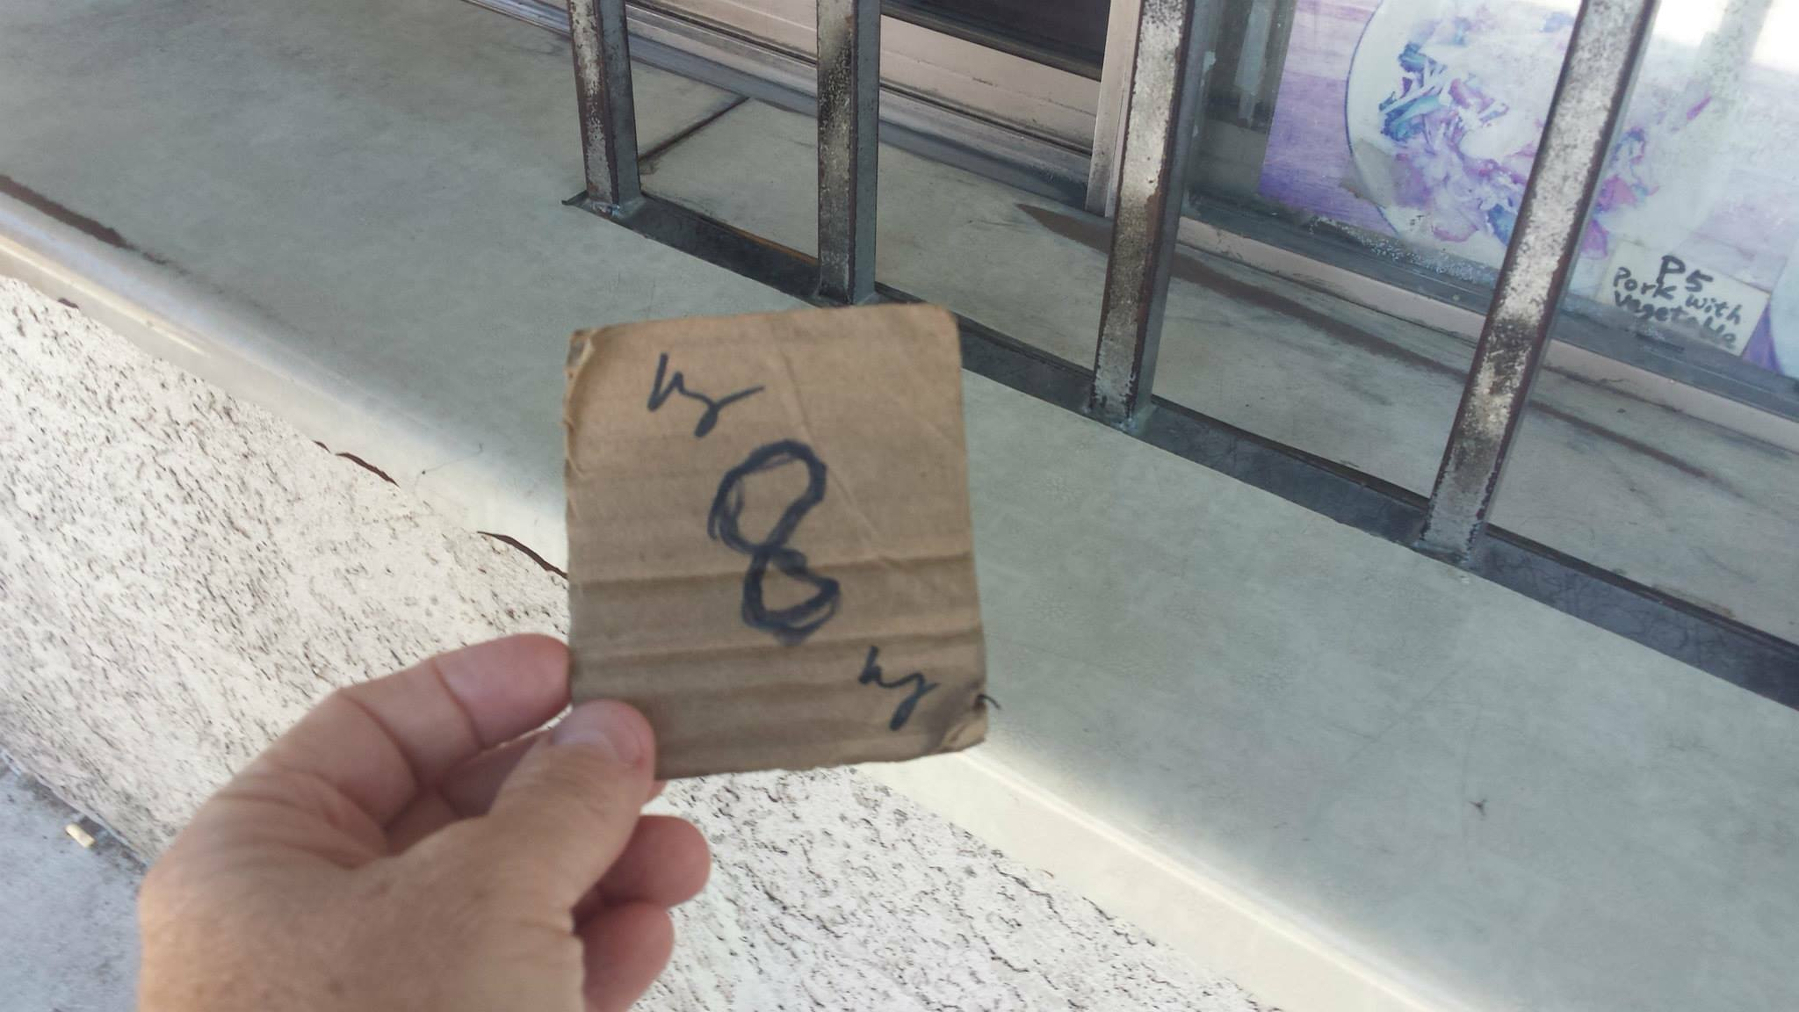 8
P5
Pork with
Vegetable